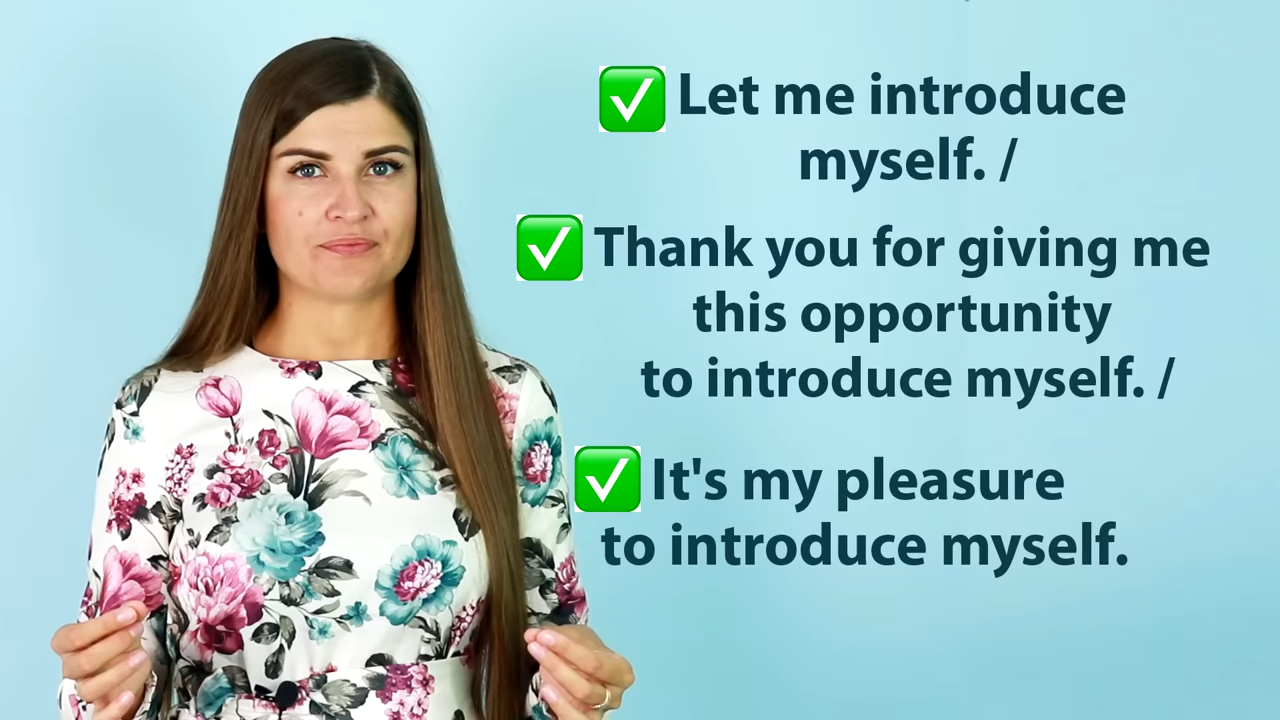 ✅ Let me introduce
myself. /
✅ Thank you for giving me
this opportunity
to introduce myself. /
✅ It's my pleasure
to introduce myself.